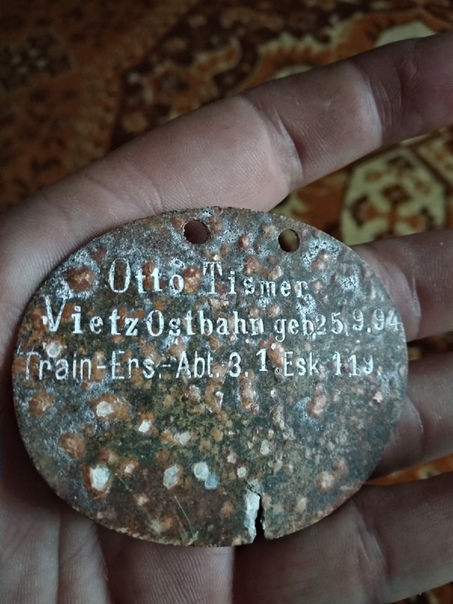 Otto Tismer
Vietz Ostbahn geb 25.9.94
Train-Ers.-Abt. 3. 1. Esk. 119.